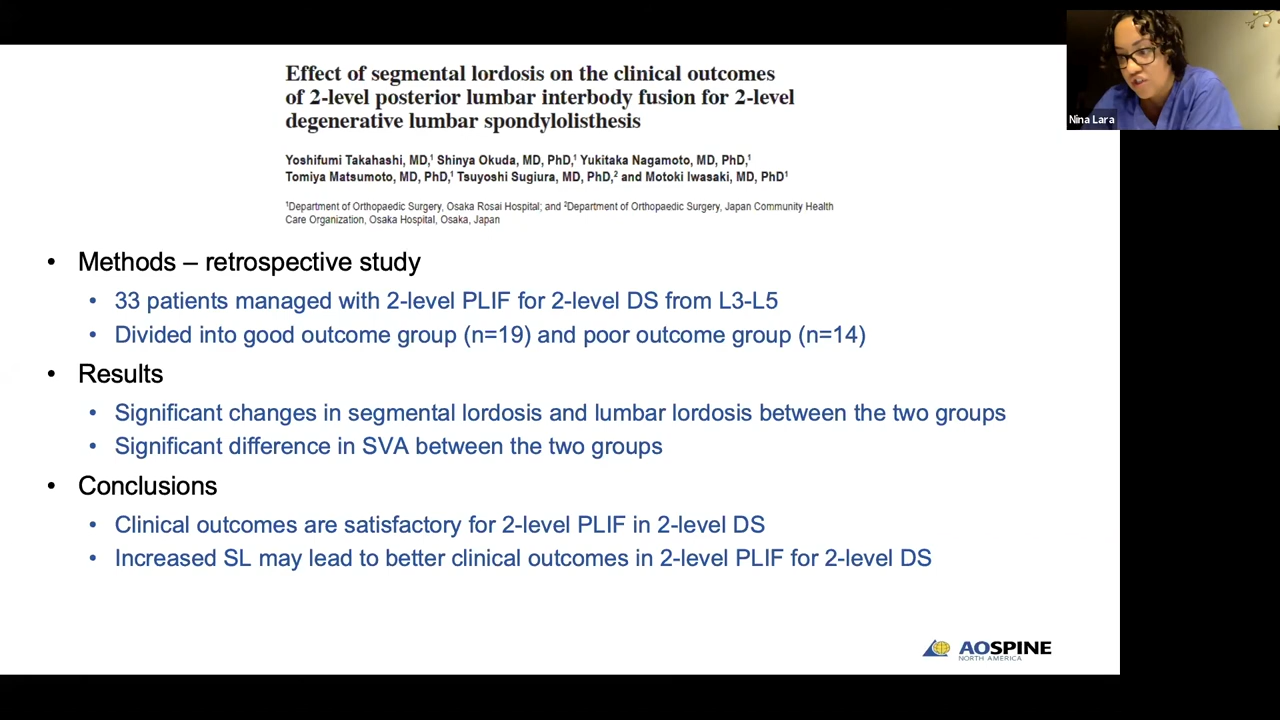 Effect of segmental lordosis on the clinical outcomes
of 2-level posterior lumbar interbody fusion for 2-level
degenerative lumbar spondylolisthesis
Yoshifumi Takahashi, MD,¹ Shinya Okuda, MD, PhD,¹ Yukitaka Nagamoto, MD, PhD,¹
Tomiya Matsumoto, MD, PhD,¹ Tsuyoshi Sugiura, MD, PhD,² and Motoki Iwasaki, MD, PhD¹
¹Department of Orthopaedic Surgery, Osaka Rosai Hospital; and ²Department of Orthopaedic Surgery, Japan Community Health
Care Organization, Osaka Hospital, Osaka, Japan
Nina Lara
• Methods – retrospective study
• 33 patients managed with 2-level PLIF for 2-level DS from L3-L5
• Divided into good outcome group (n=19) and poor outcome group (n=14)
• Results
• Significant changes in segmental lordosis and lumbar lordosis between the two groups
• Significant difference in SVA between the two groups
• Conclusions
• Clinical outcomes are satisfactory for 2-level PLIF in 2-level DS
• Increased SL may lead to better clinical outcomes in 2-level PLIF for 2-level DS
AOSPINE
NORTH AMERICA